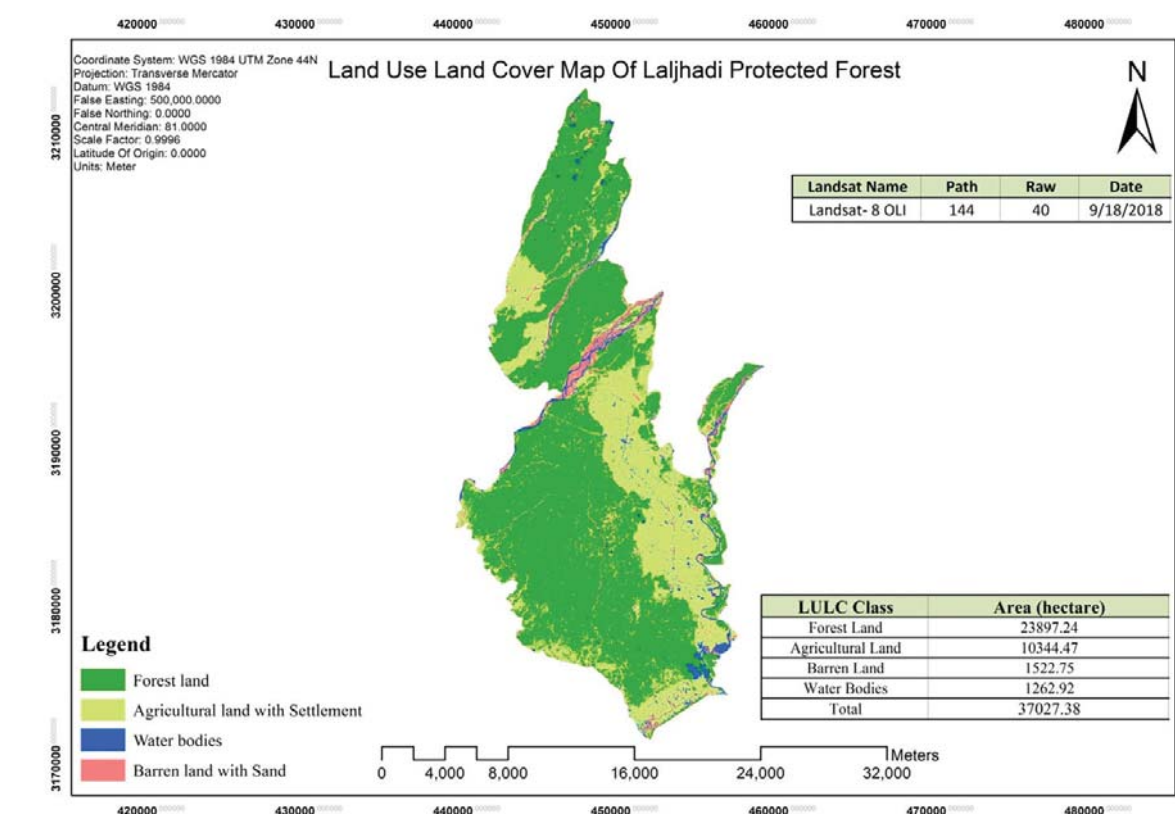 420000 430000 440000 450000 460000 470000 480000
Coordinate System: WGS 1984 UTM Zone 44N
Projection: Transverse Mercator
Datum: WGS 1984
False Easting: 500,000.0000
False Northing: 0.0000
Central Meridian: 81.0000
Scale Factor: 0.9996
Latitude Of Origin: 0.0000
Units: Meter
Land Use Land Cover Map Of Laljhadi Protected Forest
N
3210000
3200000
3190000
3180000
3170000
Landsat Name Path Raw Date
Landsat- 8 OLI 144 40 9/18/2018
LULC Class Area (hectare)
Forest Land 23897.24
Agricultural Land 10344.47
Barren Land 1522.75
Water Bodies 1262.92
Total 37027.38
Legend
Forest land
Agricultural land with Settlement
Water bodies
Barren land with Sand
Meters
0 4,000 8,000 16,000 24,000 32,000
420000 430000 440000 450000 460000 470000 480000